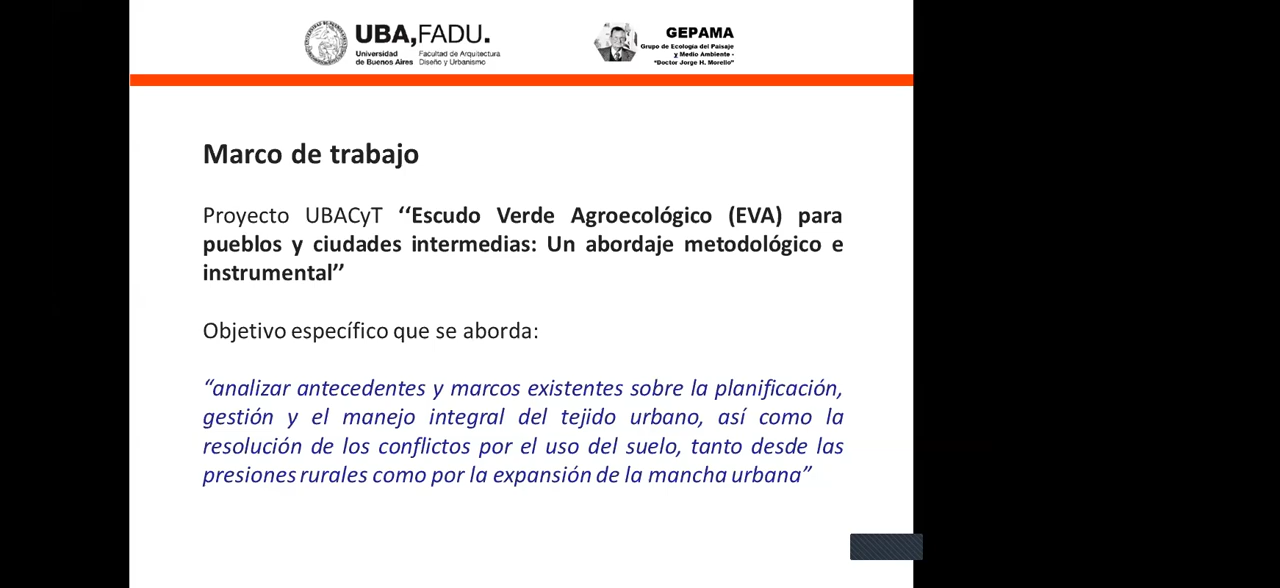 UBA,FADU.
Universidad de Buenos Aires
Facultad de Arquitectura Diseño y Urbanismo
GEPAMA
Grupo de Ecología del Paisaje
y Medio Ambiente -
"Doctor Jorge H. Morello"
Marco de trabajo
Proyecto UBACyT ‘‘Escudo Verde Agroecológico (EVA) para
pueblos y ciudades intermedias: Un abordaje metodológico e
instrumental’’
Objetivo específico que se aborda:
“analizar antecedentes y marcos existentes sobre la planificación,
gestión y el manejo integral del tejido urbano, así como la
resolución de los conflictos por el uso del suelo, tanto desde las
presiones rurales como por la expansión de la mancha urbana”